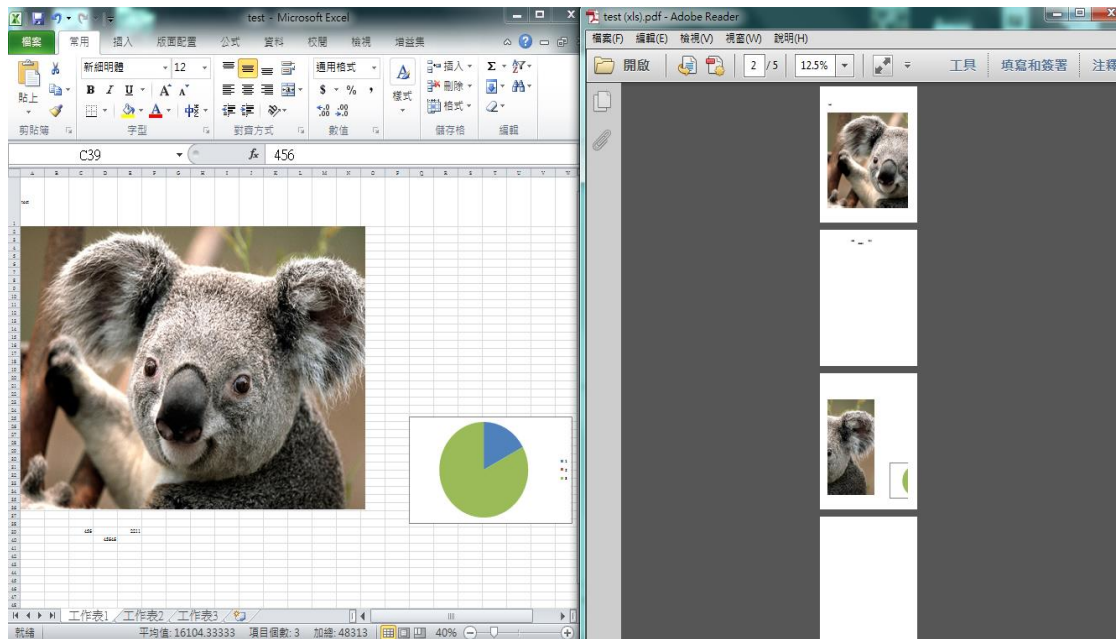 test - Microsoft Excel
檔案 常用 插入 版面配置 公式 資料 校閱 檢視 增益集
新細明體 12 通用格式 插入 Σ
貼上 B I U A A 中 $ % , 樣式 刪除
格式
剪貼簿 字型 對齊方式 數值 儲存格 編輯
C39 fx 456
A B C D E F G H I J K L M N O P Q R S T U V W
test
456 2211
45646
工作表1 工作表2 工作表3
就緒 平均值: 16104.33333 項目個數: 3 加總: 48313 40%
test (xls).pdf - Adobe Reader
檔案(F) 編輯(E) 檢視(V) 視窗(W) 說明(H)
開啟 2 / 5 12.5% 工具 填寫和簽署 注釋